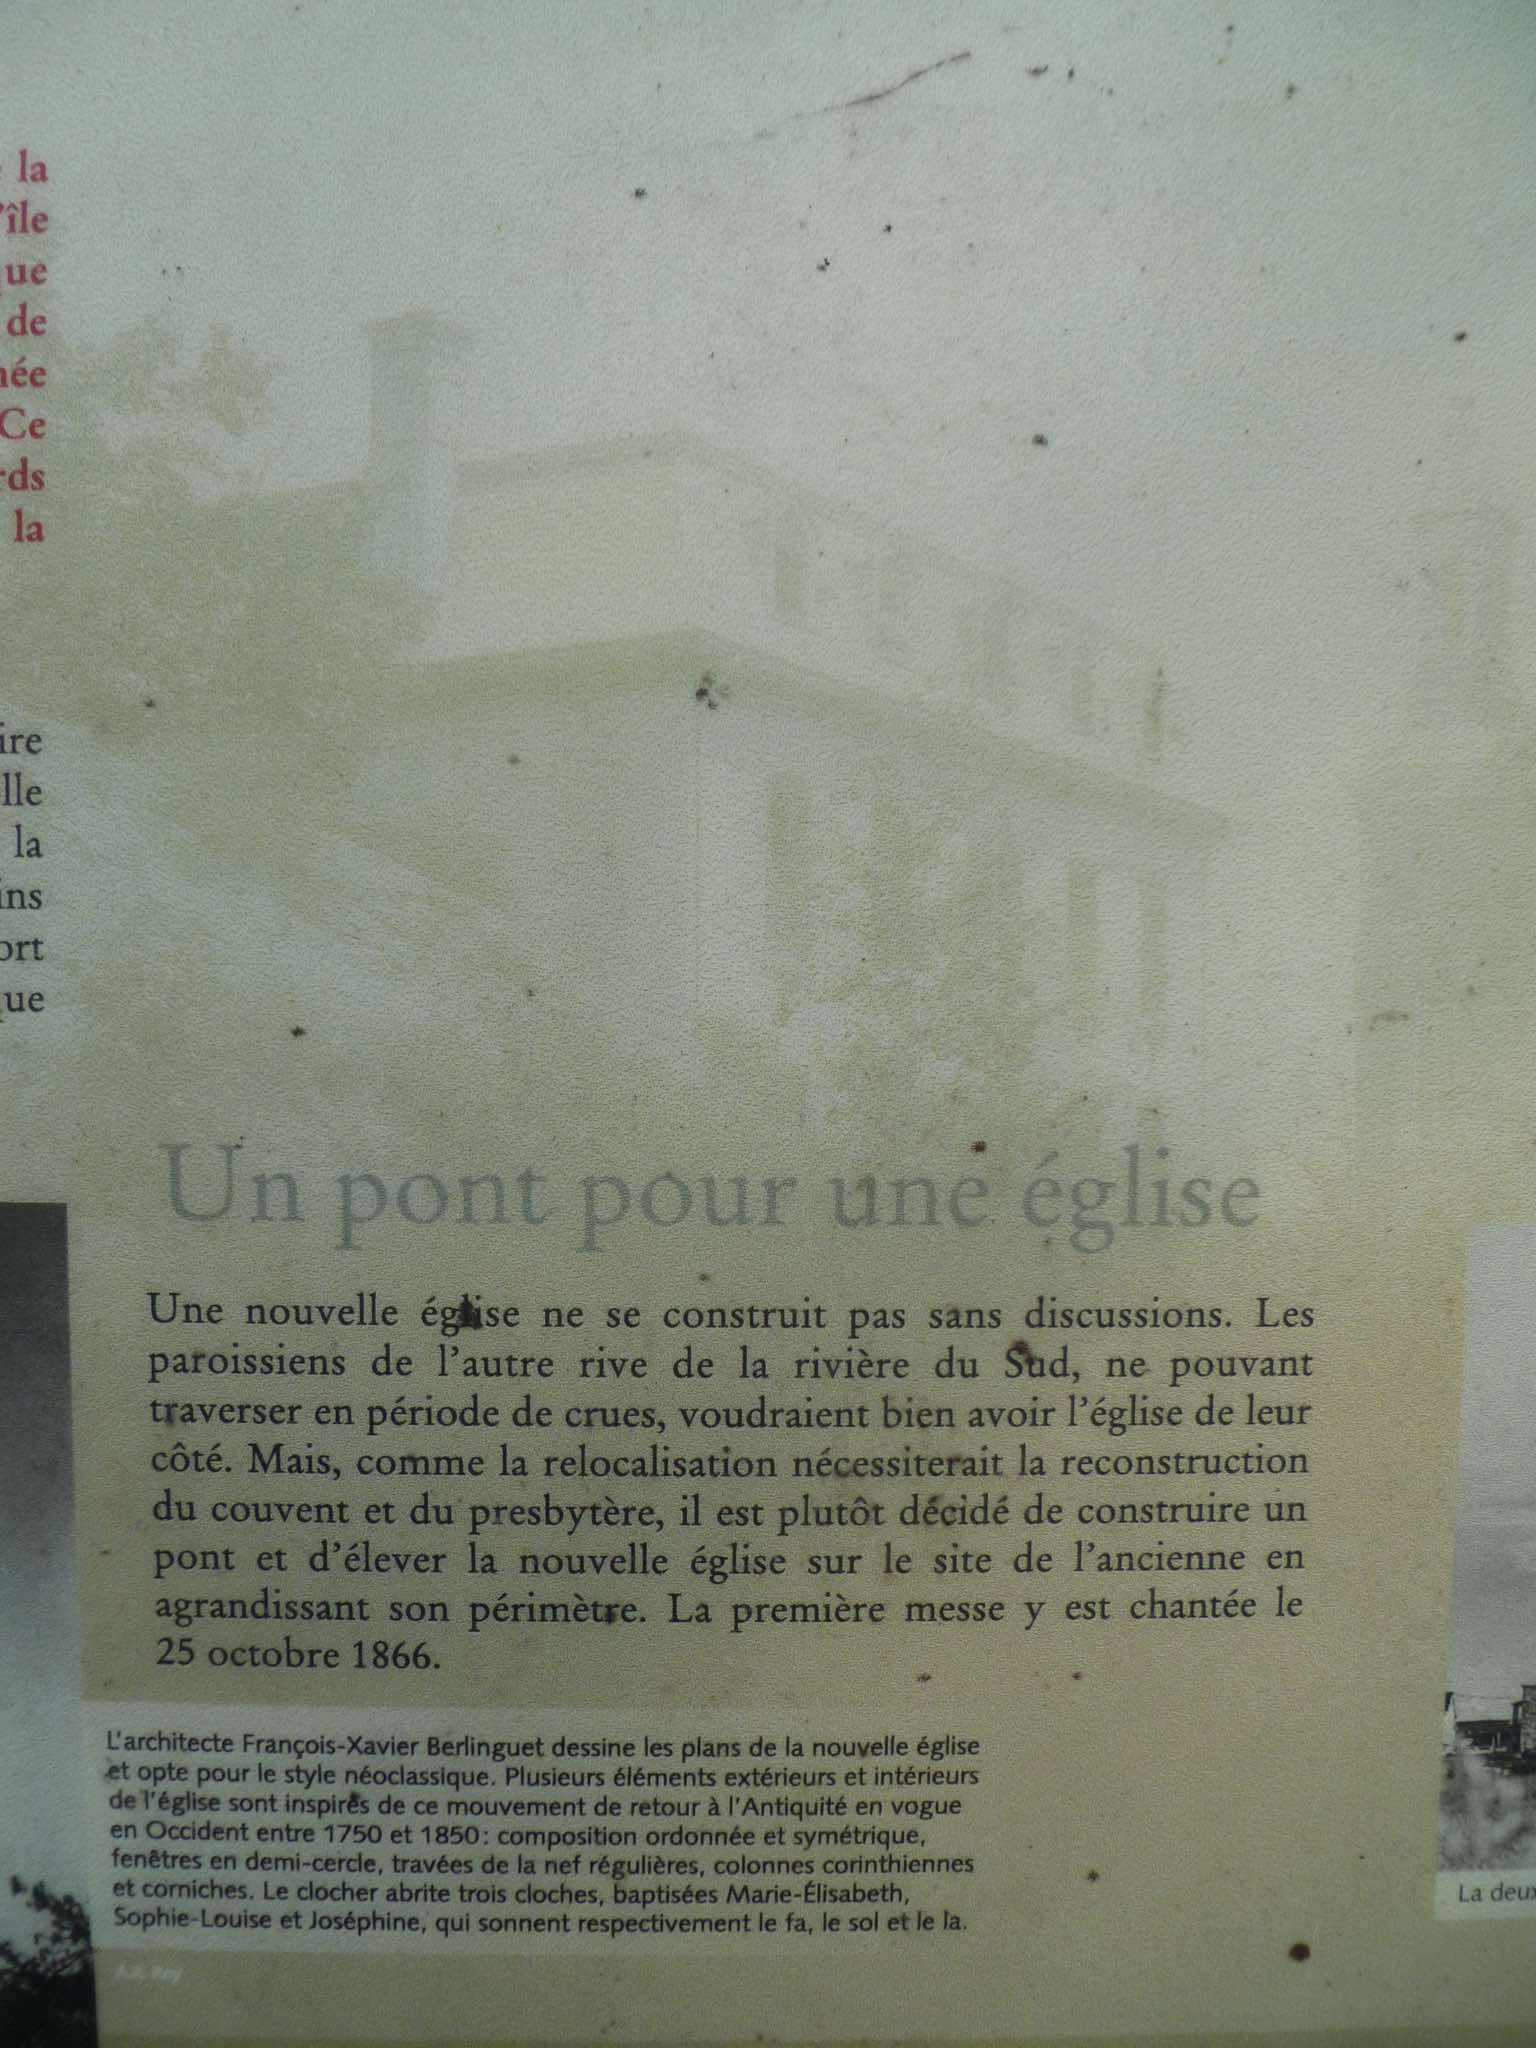 la
l'île
que
de
née
Ce
rds
la
ire
lle
la
ins
ort
que
Un pont pour une église
Une nouvelle église ne se construit pas sans discussions. Les
paroissiens de l'autre rive de la rivière du Sud, ne pouvant
traverser en période de crues, voudraient bien avoir l'église de leur
côté. Mais, comme la relocalisation nécessiterait la reconstruction
du couvent et du presbytère, il est plutôt décidé de construire un
pont et d'élever la nouvelle église sur le site de l'ancienne en
agrandissant son périmètre. La première messe y est chantée le
25 octobre 1866.
L'architecte François-Xavier Berlinguet dessine les plans de la nouvelle église
et opte pour le style néoclassique. Plusieurs éléments extérieurs et intérieurs
de l'église sont inspirés de ce mouvement de retour à l'Antiquité en vogue
en Occident entre 1750 et 1850 : composition ordonnée et symétrique,
fenêtres en demi-cercle, travées de la nef régulières, colonnes corinthiennes
et corniches. Le clocher abrite trois cloches, baptisées Marie-Élisabeth,
Sophie-Louise et Joséphine, qui sonnent respectivement le fa, le sol et le la.
La deux